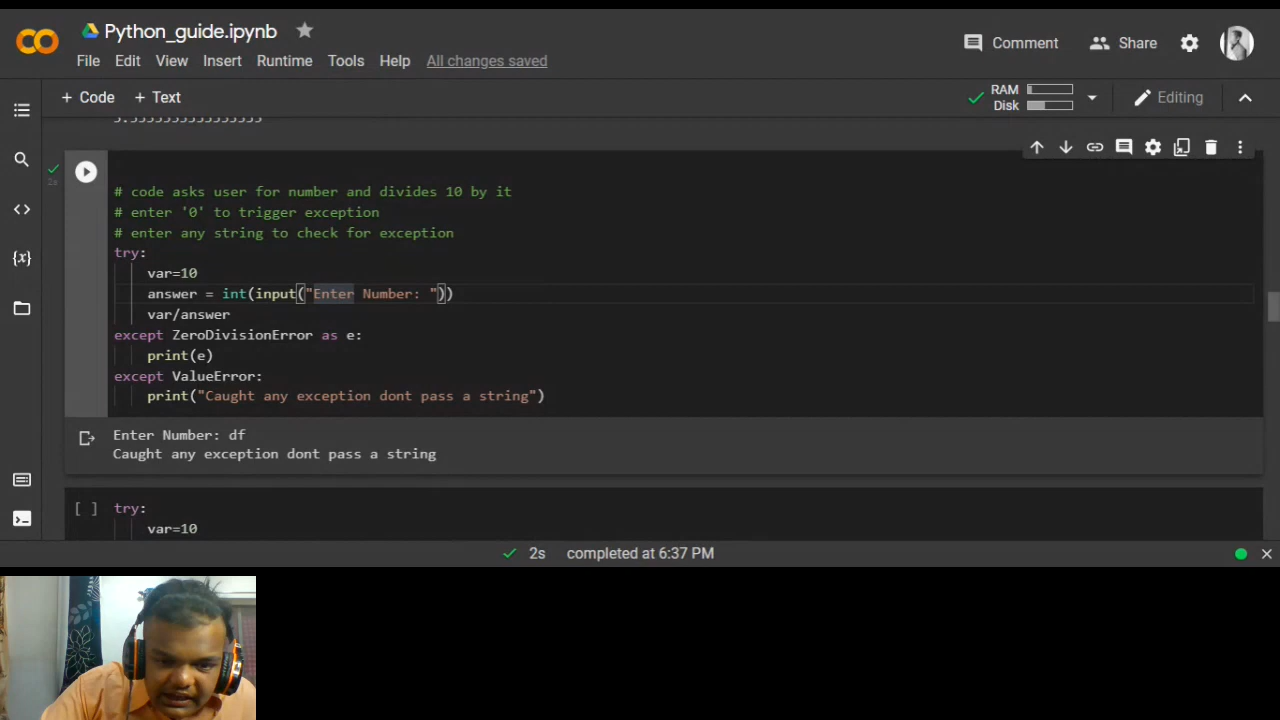 Python_guide.ipynb
File Edit View Insert Runtime Tools Help All changes saved
Comment Share
+ Code + Text
RAM
Disk
Editing
# code asks user for number and divides 10 by it
# enter '0' to trigger exception
# enter any string to check for exception
try:
var=10
answer = int(input("Enter Number: "))
var/answer
except ZeroDivisionError as e:
print(e)
except ValueError:
print("Caught any exception dont pass a string")
2s
Enter Number: df
Caught any exception dont pass a string
[ ] try:
var=10
2s completed at 6:37 PM